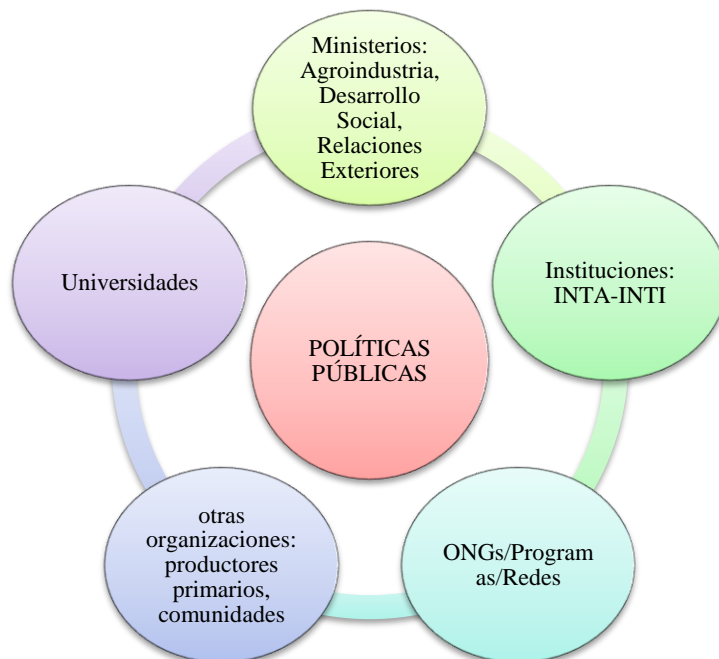 Ministerios:
Agroindustria,
Desarrollo
Social,
Relaciones
Exteriores
Universidades
Instituciones:
INTA-INTI
POLÍTICAS
PÚBLICAS
otras
organizaciones:
productores
primarios,
comunidades
ONGs/Program
as/Redes